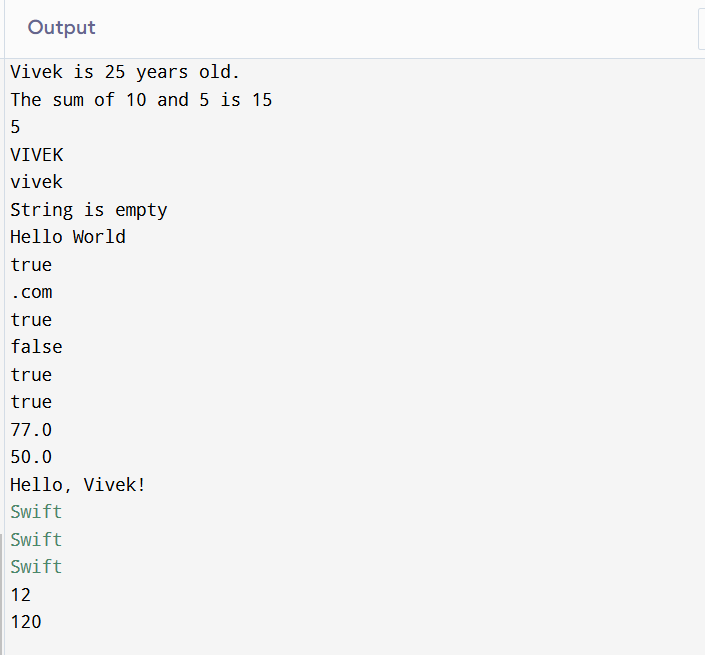 Output
Vivek is 25 years old.
The sum of 10 and 5 is 15
5
VIVEK
vivek
String is empty
Hello World
true
.com
true
false
true
true
77.0
50.0
Hello, Vivek!
Swift
Swift
Swift
12
120